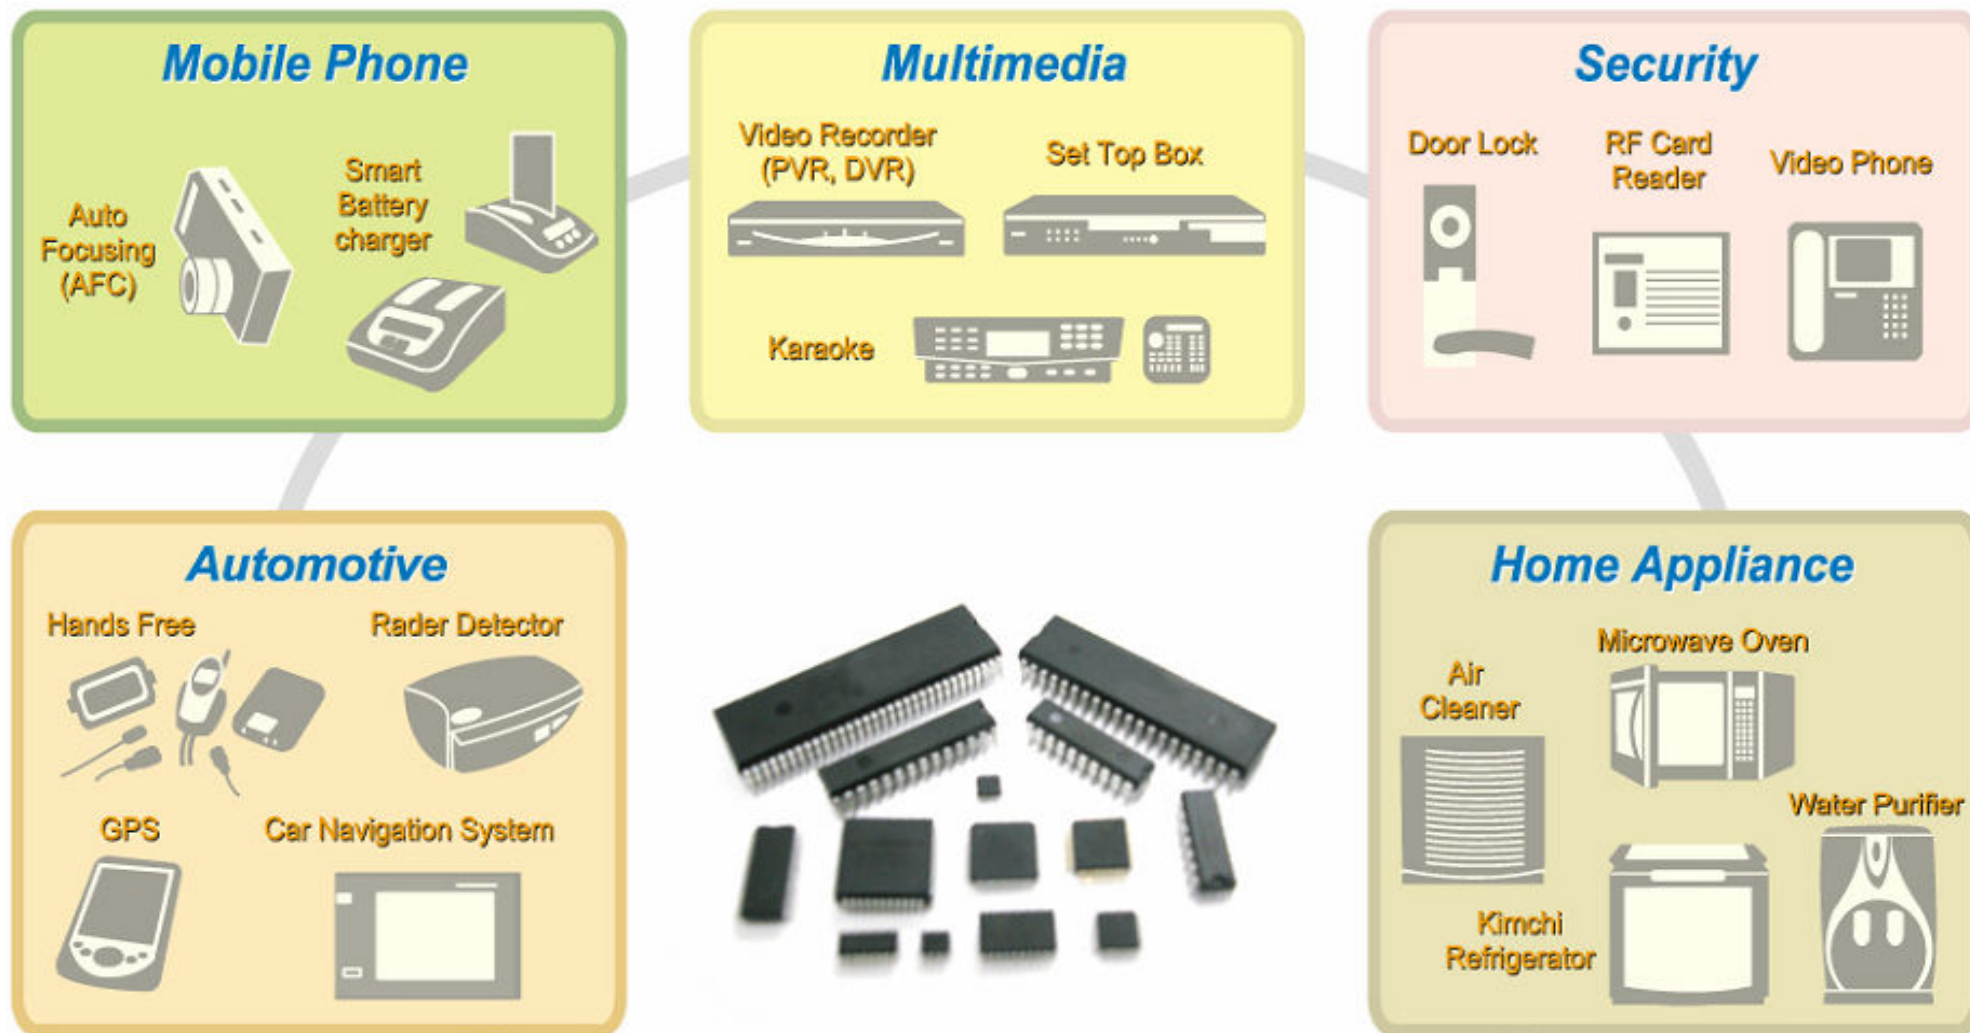 Mobile Phone
Auto
Focusing
(AFC)
Smart
Battery
charger
Multimedia
Video Recorder
(PVR, DVR)
Set Top Box
Karaoke
Security
Door Lock
RF Card
Reader
Video Phone
Automotive
Hands Free
Rader Detector
GPS
Car Navigation System
Home Appliance
Air
Cleaner
Microwave Oven
Water Purifier
Kimchi
Refrigerator